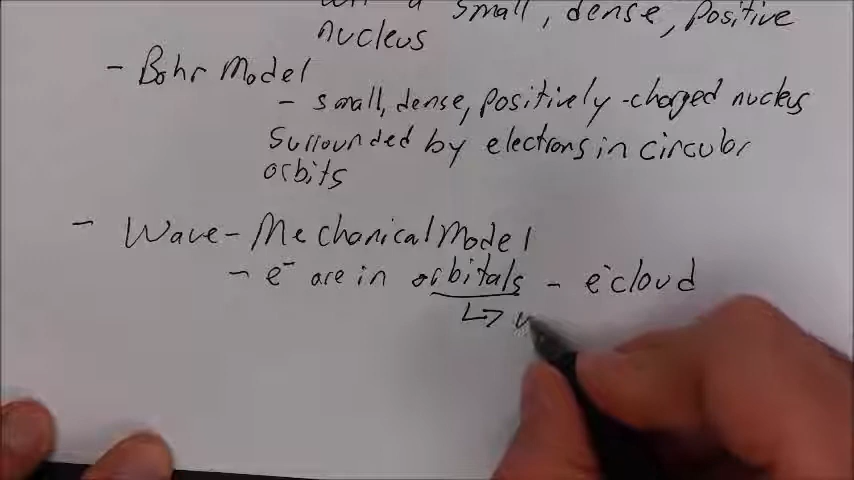 a small, dense, positive
nucleus
- Bohr Model
- small, dense, positively-charged nucleus
surrounded by electrons in circular
orbits
- Wave-Mechanical Model
- e⁻ are in orbitals - e⁻cloud
↳